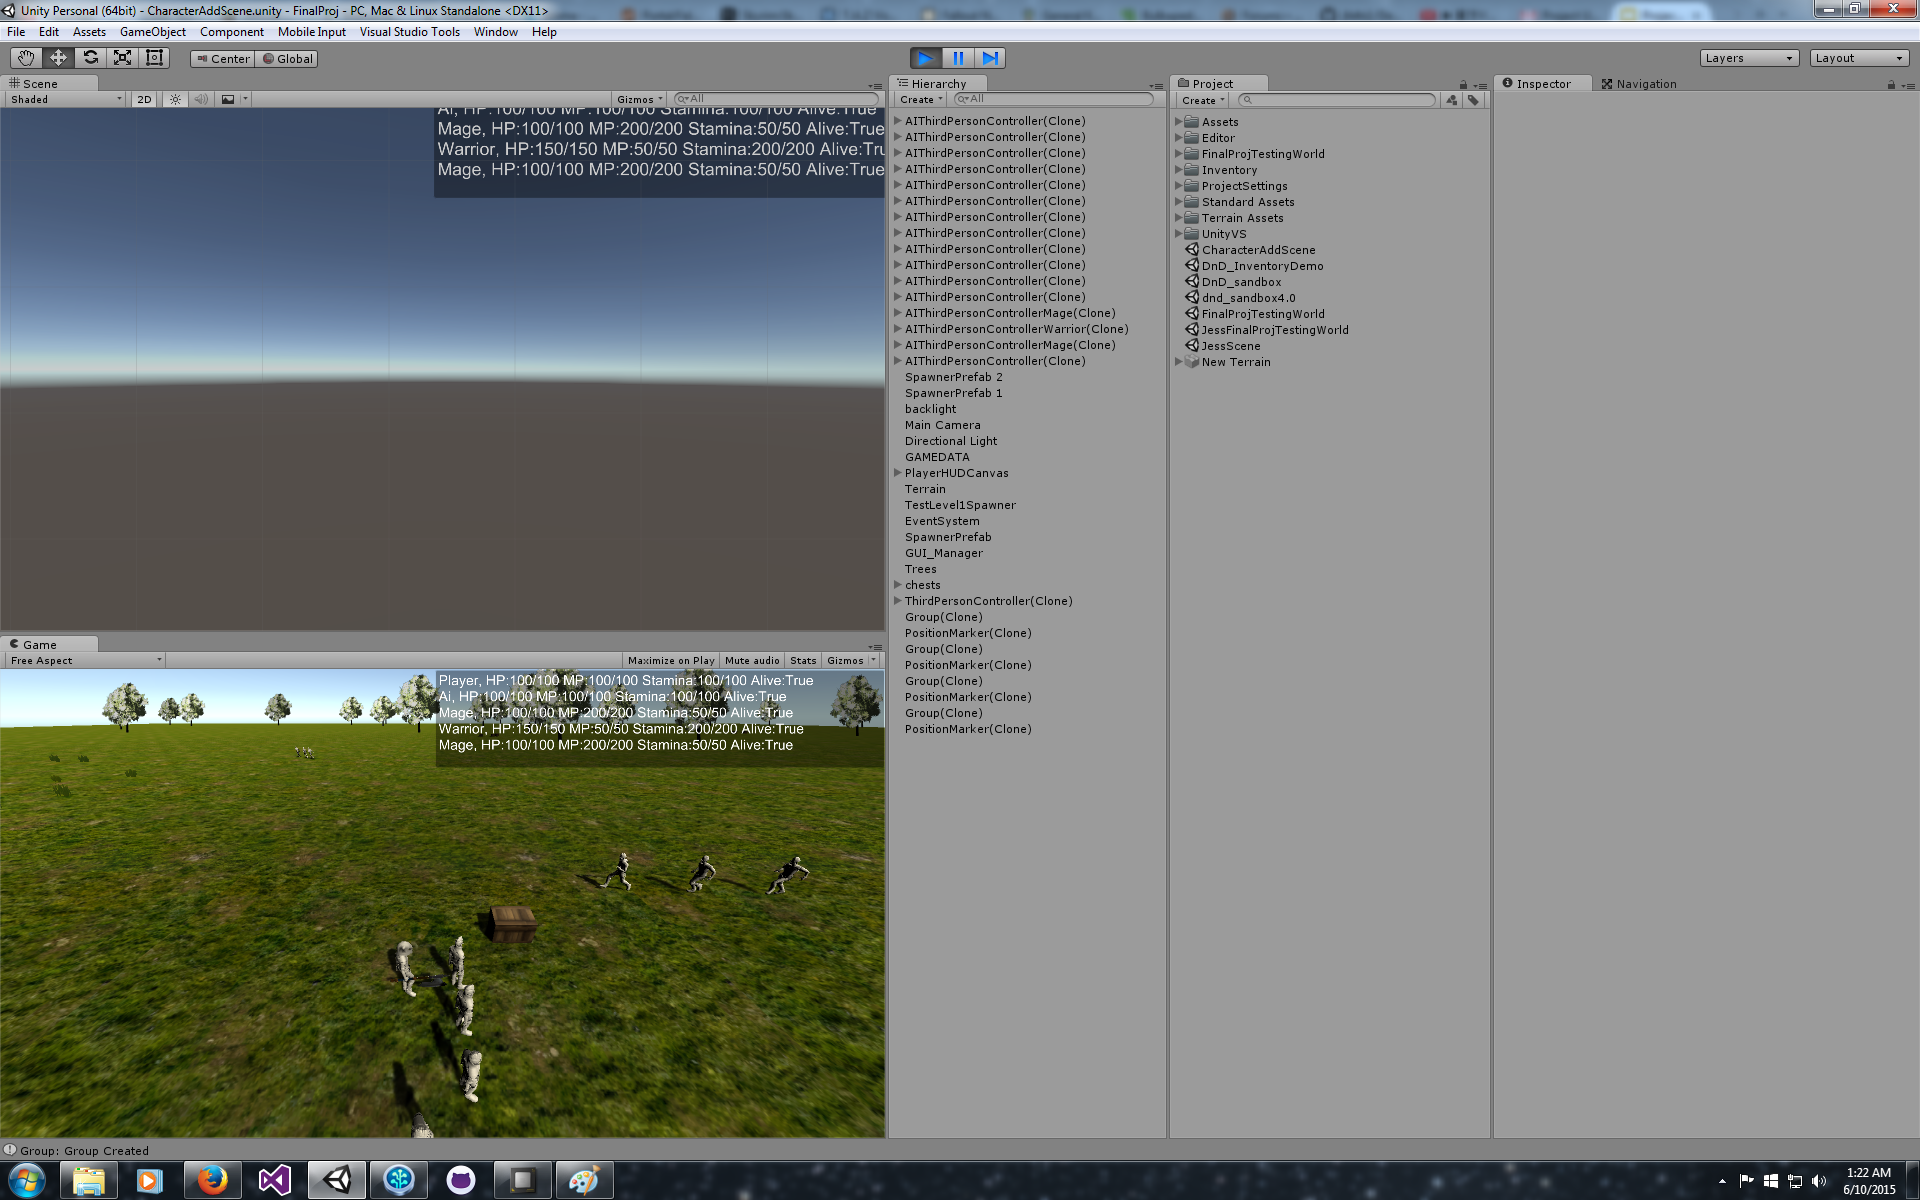 Unity Personal (64bit) - CharacterAddScene.unity - FinalProj - PC, Mac & Linux Standalone <DX11>
File Edit Assets GameObject Component Mobile Input Visual Studio Tools Window Help
Center Global
Layers Layout
Scene
Shaded 2D Gizmos All
Ai, HP:100/100 MP:100/100 Stamina:100/100 Alive:True
Mage, HP:100/100 MP:200/200 Stamina:50/50 Alive:True
Warrior, HP:150/150 MP:50/50 Stamina:200/200 Alive:Tru
Mage, HP:100/100 MP:200/200 Stamina:50/50 Alive:True
Game
Free Aspect Maximize on Play Mute audio Stats Gizmos
Player, HP:100/100 MP:100/100 Stamina:100/100 Alive:True
Ai, HP:100/100 MP:100/100 Stamina:100/100 Alive:True
Mage, HP:100/100 MP:200/200 Stamina:50/50 Alive:True
Warrior, HP:150/150 MP:50/50 Stamina:200/200 Alive:True
Mage, HP:100/100 MP:200/200 Stamina:50/50 Alive:True
Hierarchy
Create All
AIThirdPersonController(Clone)
AIThirdPersonController(Clone)
AIThirdPersonController(Clone)
AIThirdPersonController(Clone)
AIThirdPersonController(Clone)
AIThirdPersonController(Clone)
AIThirdPersonController(Clone)
AIThirdPersonController(Clone)
AIThirdPersonController(Clone)
AIThirdPersonController(Clone)
AIThirdPersonController(Clone)
AIThirdPersonController(Clone)
AIThirdPersonControllerMage(Clone)
AIThirdPersonControllerWarrior(Clone)
AIThirdPersonControllerMage(Clone)
AIThirdPersonController(Clone)
SpawnerPrefab 2
SpawnerPrefab 1
backlight
Main Camera
Directional Light
GAMEDATA
PlayerHUDCanvas
Terrain
TestLevel1Spawner
EventSystem
SpawnerPrefab
GUI_Manager
Trees
chests
ThirdPersonController(Clone)
Group(Clone)
PositionMarker(Clone)
Group(Clone)
PositionMarker(Clone)
Group(Clone)
PositionMarker(Clone)
Group(Clone)
PositionMarker(Clone)
Project
Create
Assets
Editor
FinalProjTestingWorld
Inventory
ProjectSettings
Standard Assets
Terrain Assets
UnityVS
CharacterAddScene
DnD_InventoryDemo
DnD_sandbox
dnd_sandbox4.0
FinalProjTestingWorld
JessFinalProjTestingWorld
JessScene
New Terrain
Inspector Navigation
Group: Group Created
1:22 AM
6/10/2015